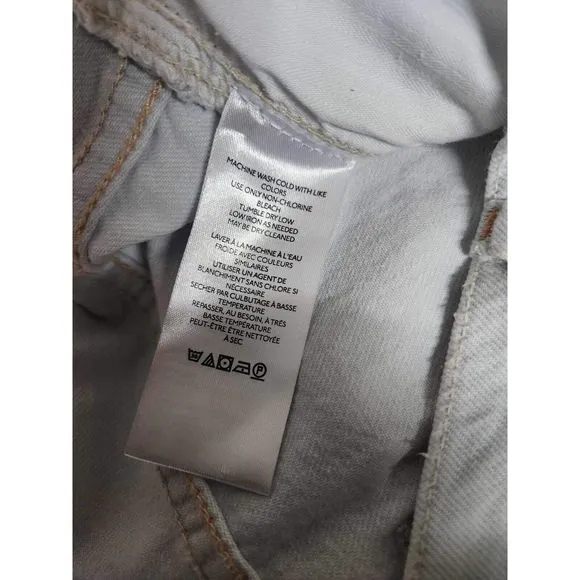 MACHINE WASH COLD WITH LIKE
COLORS
USE ONLY NON-CHLORINE
BLEACH
TUMBLE DRY LOW
LOW IRON AS NEEDED
MAY BE DRY CLEANED
LAVER À LA MACHINE À L'EAU
FROIDE AVEC COULEURS
SIMILAIRES
UTILISER UN AGENT DE
BLANCHIMENT SANS CHLORE SI
NÉCESSAIRE
SECHER PAR CULBUTAGE À BASSE
TEMPERATURE
REPASSER, AU BESOIN, À TRÈS
BASSE TEMPÉRATURE
PEUT-ÊTRE ÊTRE NETTOYÉE
À SEC
P